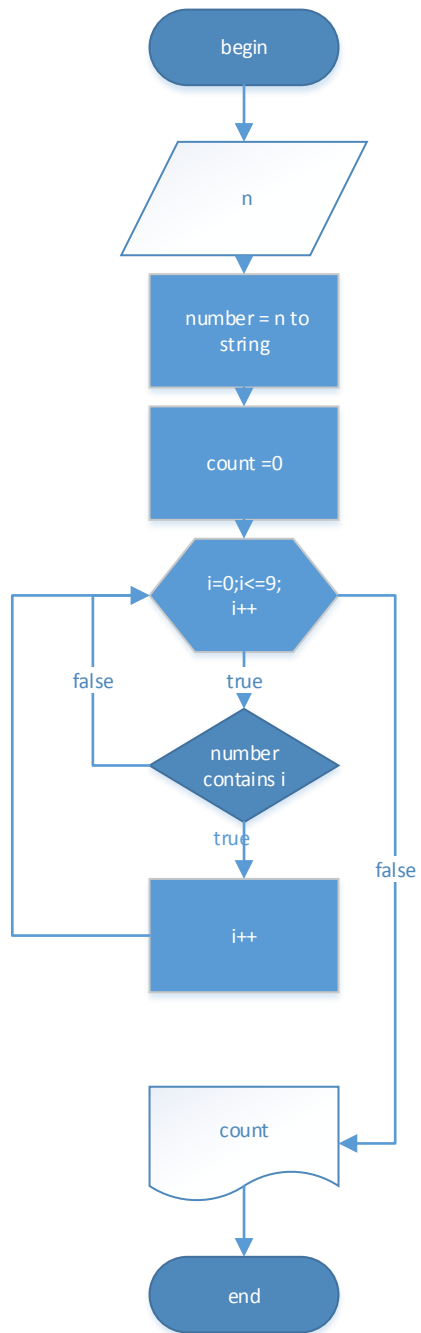 begin
n
number = n to
string
count =0
i=0;i<=9;
i++
false
true
number
contains i
true
false
i++
count
end